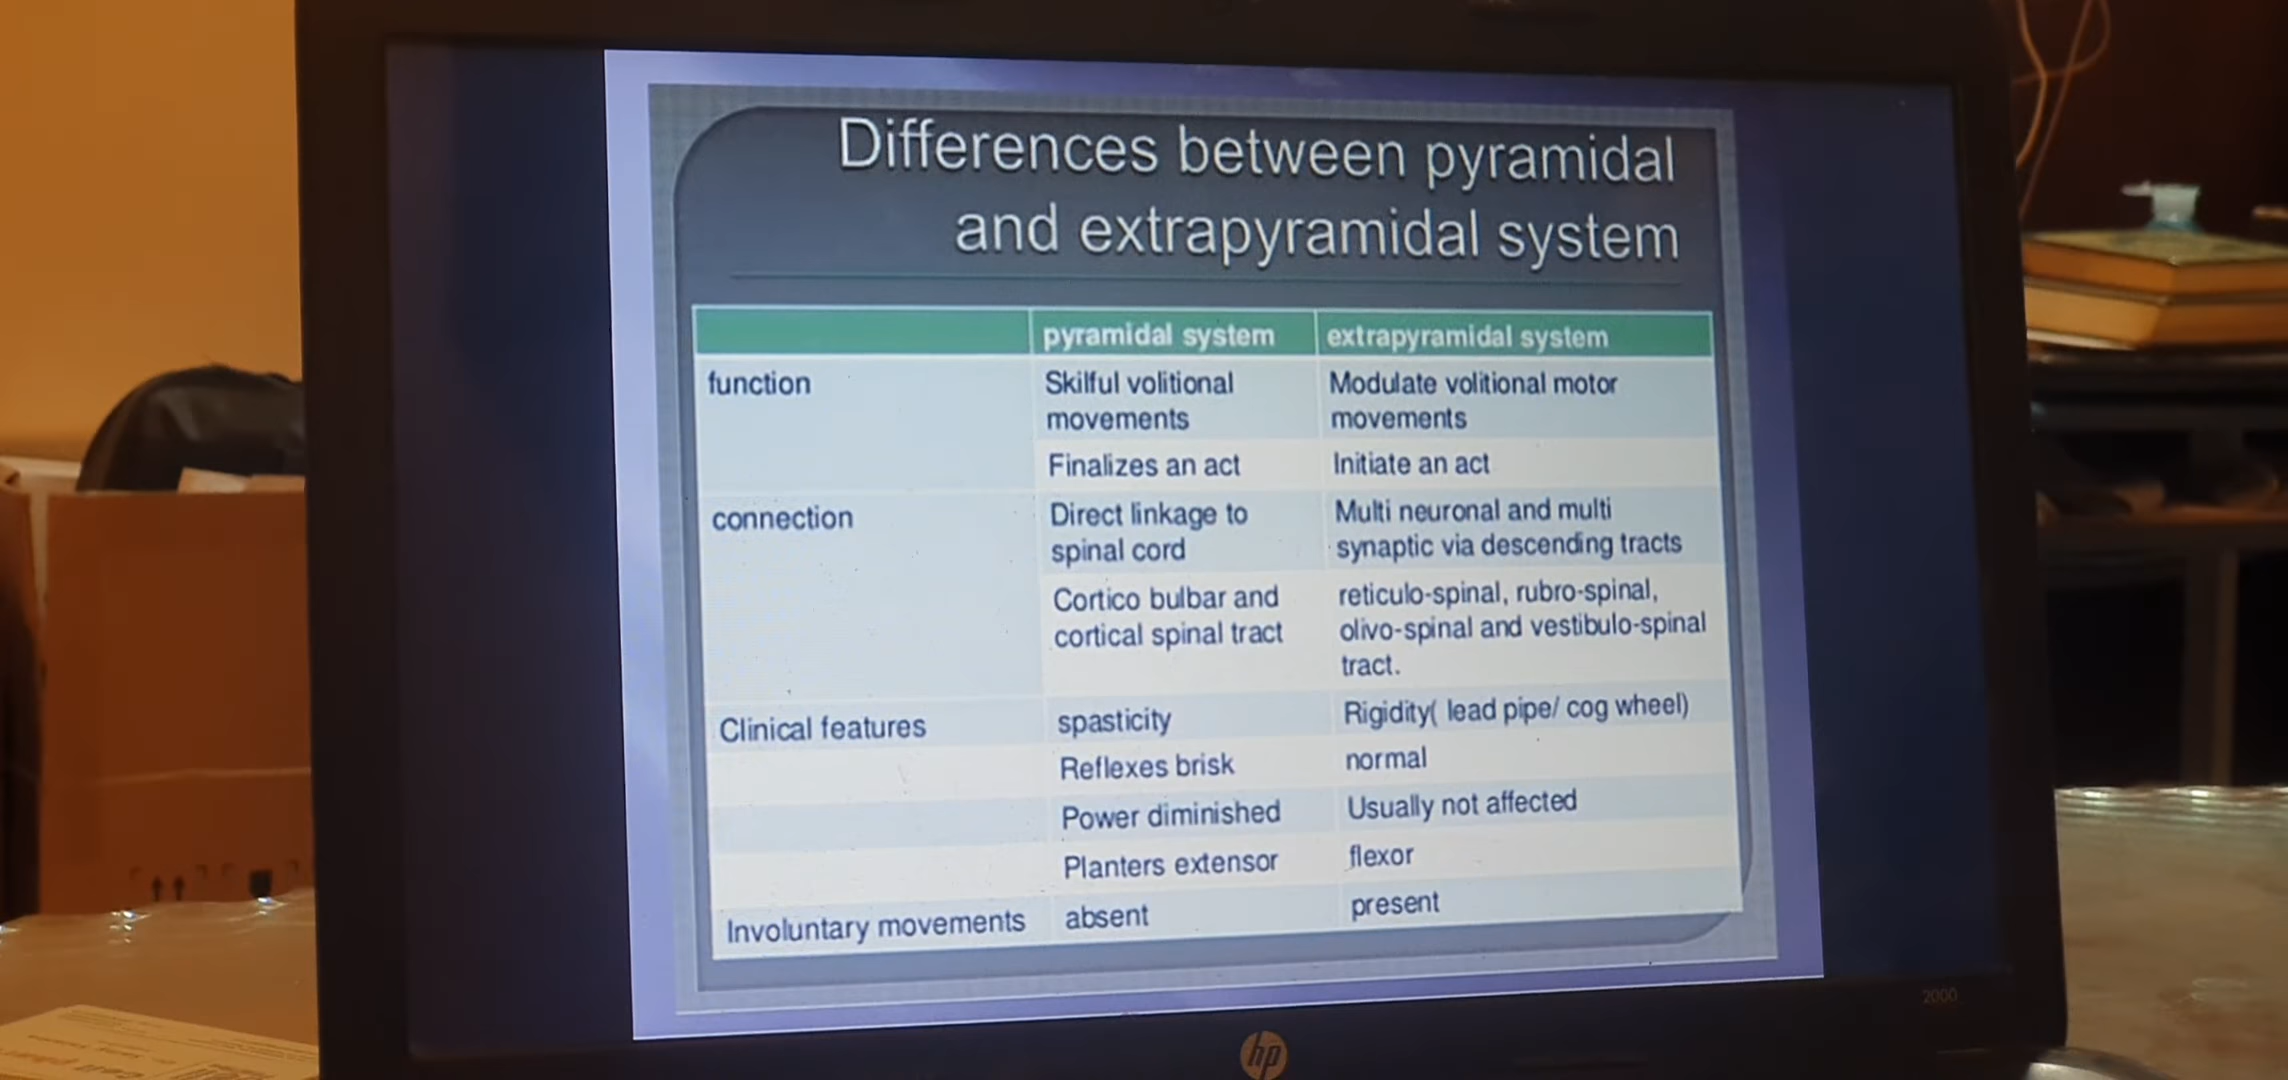 Differences between pyramidal
and extrapyramidal system
pyramidal system extrapyramidal system
function Skilful volitional movements Modulate volitional motor movements
Finalizes an act Initiate an act
connection Direct linkage to spinal cord Multi neuronal and multi synaptic via descending tracts
Cortico bulbar and cortical spinal tract reticulo-spinal, rubro-spinal, olivo-spinal and vestibulo-spinal tract.
Clinical features spasticity Rigidity( lead pipe/ cog wheel)
Reflexes brisk normal
Power diminished Usually not affected
Planters extensor flexor
Involuntary movements absent present
2000
hp